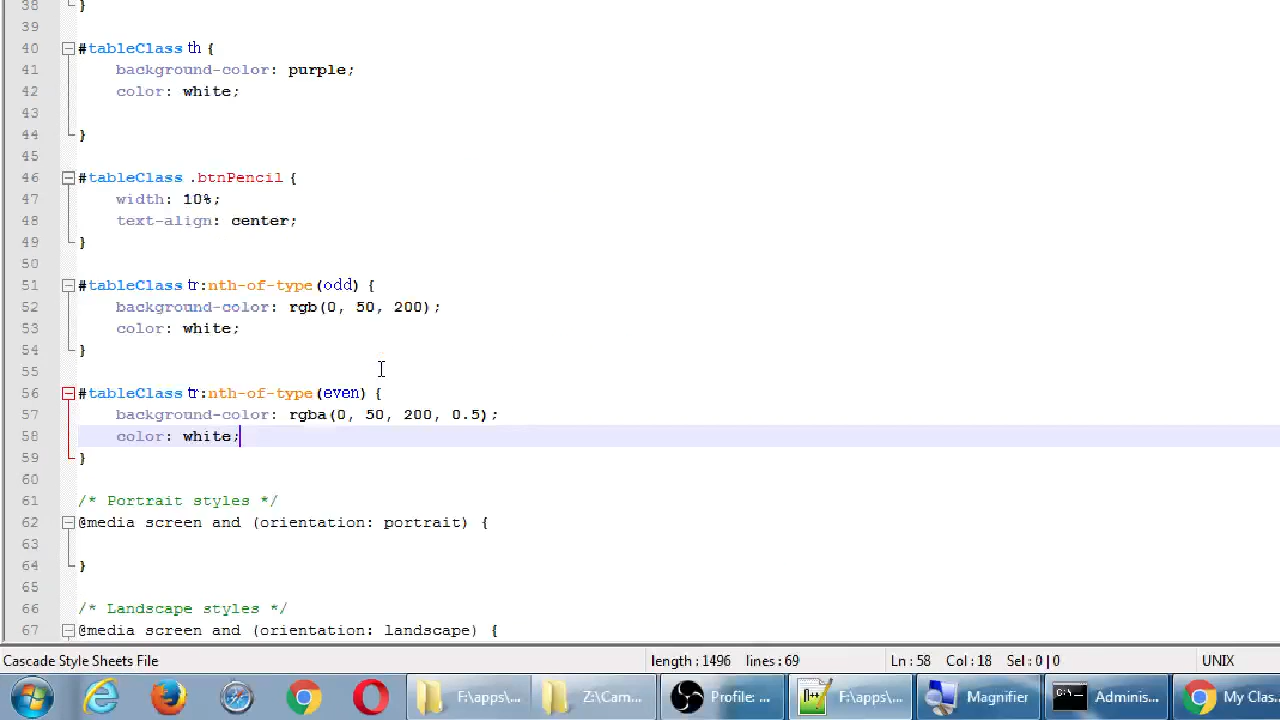 38 }
39
40 #tableClass th {
41 background-color: purple;
42 color: white;
43
44 }
45
46 #tableClass .btnPencil {
47 width: 10%;
48 text-align: center;
49 }
50
51 #tableClass tr:nth-of-type(odd) {
52 background-color: rgb(0, 50, 200);
53 color: white;
54 }
55
56 #tableClass tr:nth-of-type(even) {
57 background-color: rgba(0, 50, 200, 0.5);
58 color: white;
59 }
60
61 /* Portrait styles */
62 @media screen and (orientation: portrait) {
63
64 }
65
66 /* Landscape styles */
67 @media screen and (orientation: landscape) {
Cascade Style Sheets File length : 1496 lines : 69 Ln : 58 Col : 18 Sel : 0 | 0 UNIX
F:\apps\... Z:\Cam... Profile: ... F:\apps\... Magnifier C:\ Adminis... My Clas